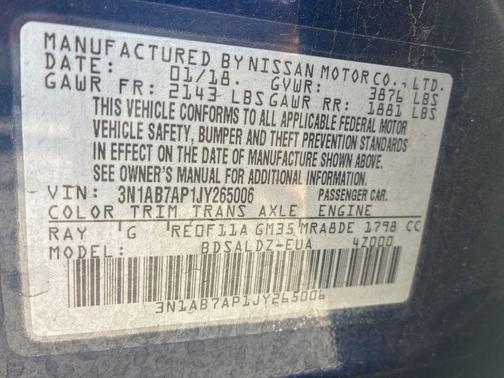 MANUFACTURED BY NISSAN MOTOR CO., LTD.
DATE: 01/18. GVWR: 3876 LBS
GAWR FR: 2143 LBS GAWR RR: 1881 LBS
THIS VEHICLE CONFORMS TO ALL APPLICABLE FEDERAL MOTOR
VEHICLE SAFETY, BUMPER AND THEFT PREVENTION STANDARDS
IN EFFECT ON THE DATE OF MANUFACTURE SHOWN ABOVE.
SEE OWNER'S MANUAL FOR ADDITIONAL INFORMATION.
VIN: 3N1AB7AP1JY265006 PASSENGER CAR.
COLOR TRIM TRANS AXLE ENGINE
RAY 'G RE0F11A GM35 MRA8DE 1798 CC
MODEL: BDSALDZ-EUA 4Z000
3N1AB7AP1JY265006